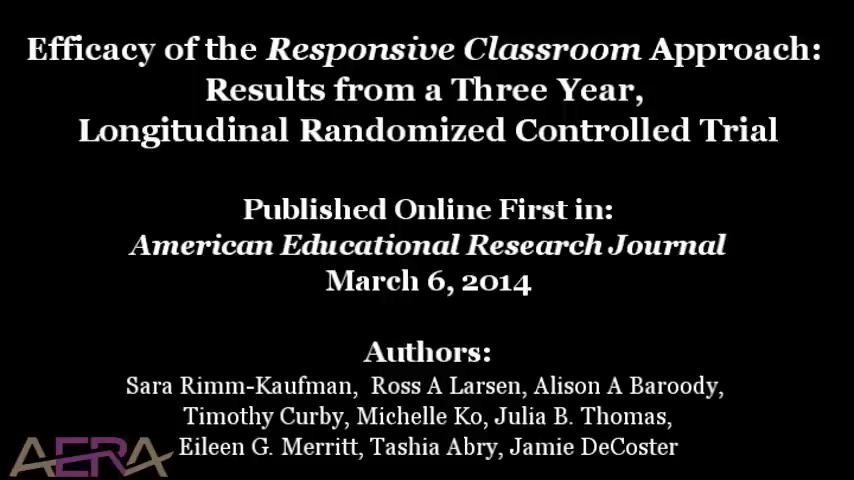 Efficacy of the Responsive Classroom Approach:
Results from a Three Year,
Longitudinal Randomized Controlled Trial
Published Online First in:
American Educational Research Journal
March 6, 2014
Authors:
Sara Rimm-Kaufman, Ross A Larsen, Alison A Baroody,
Timothy Curby, Michelle Ko, Julia B. Thomas,
Eileen G. Merritt, Tashia Abry, Jamie DeCoster
AERA